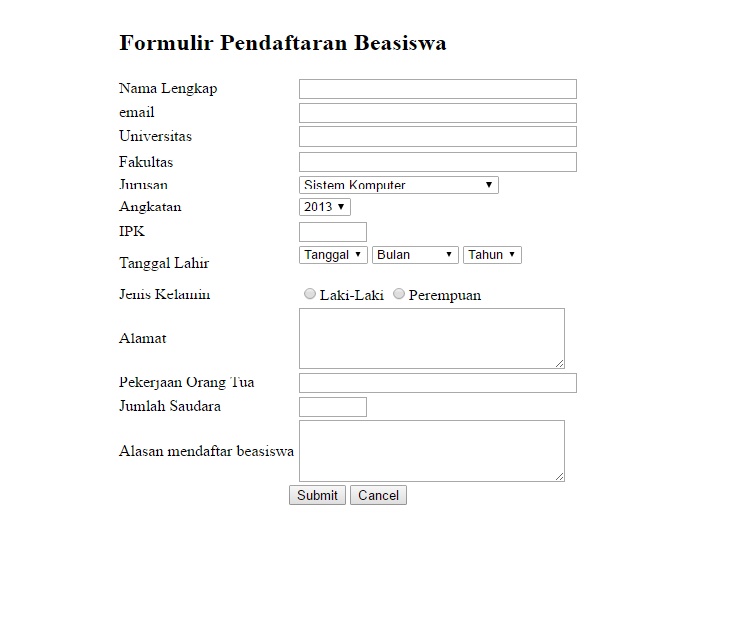 Formulir Pendaftaran Beasiswa
Nama Lengkap
email
Universitas
Fakultas
Jurusan Sistem Komputer
Angkatan 2013
IPK
Tanggal Lahir Tanggal Bulan Tahun
Jenis Kelamin Laki-Laki Perempuan
Alamat
Pekerjaan Orang Tua
Jumlah Saudara
Alasan mendaftar beasiswa
Submit Cancel